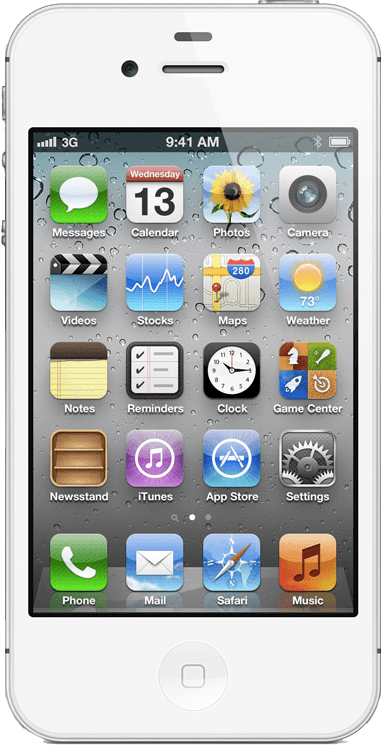 3G 9:41 AM
Wednesday
13
280
73°
Messages Calendar Photos Camera
Videos Stocks Maps Weather
Notes Reminders Clock Game Center
Newsstand iTunes App Store Settings
Phone Mail Safari Music